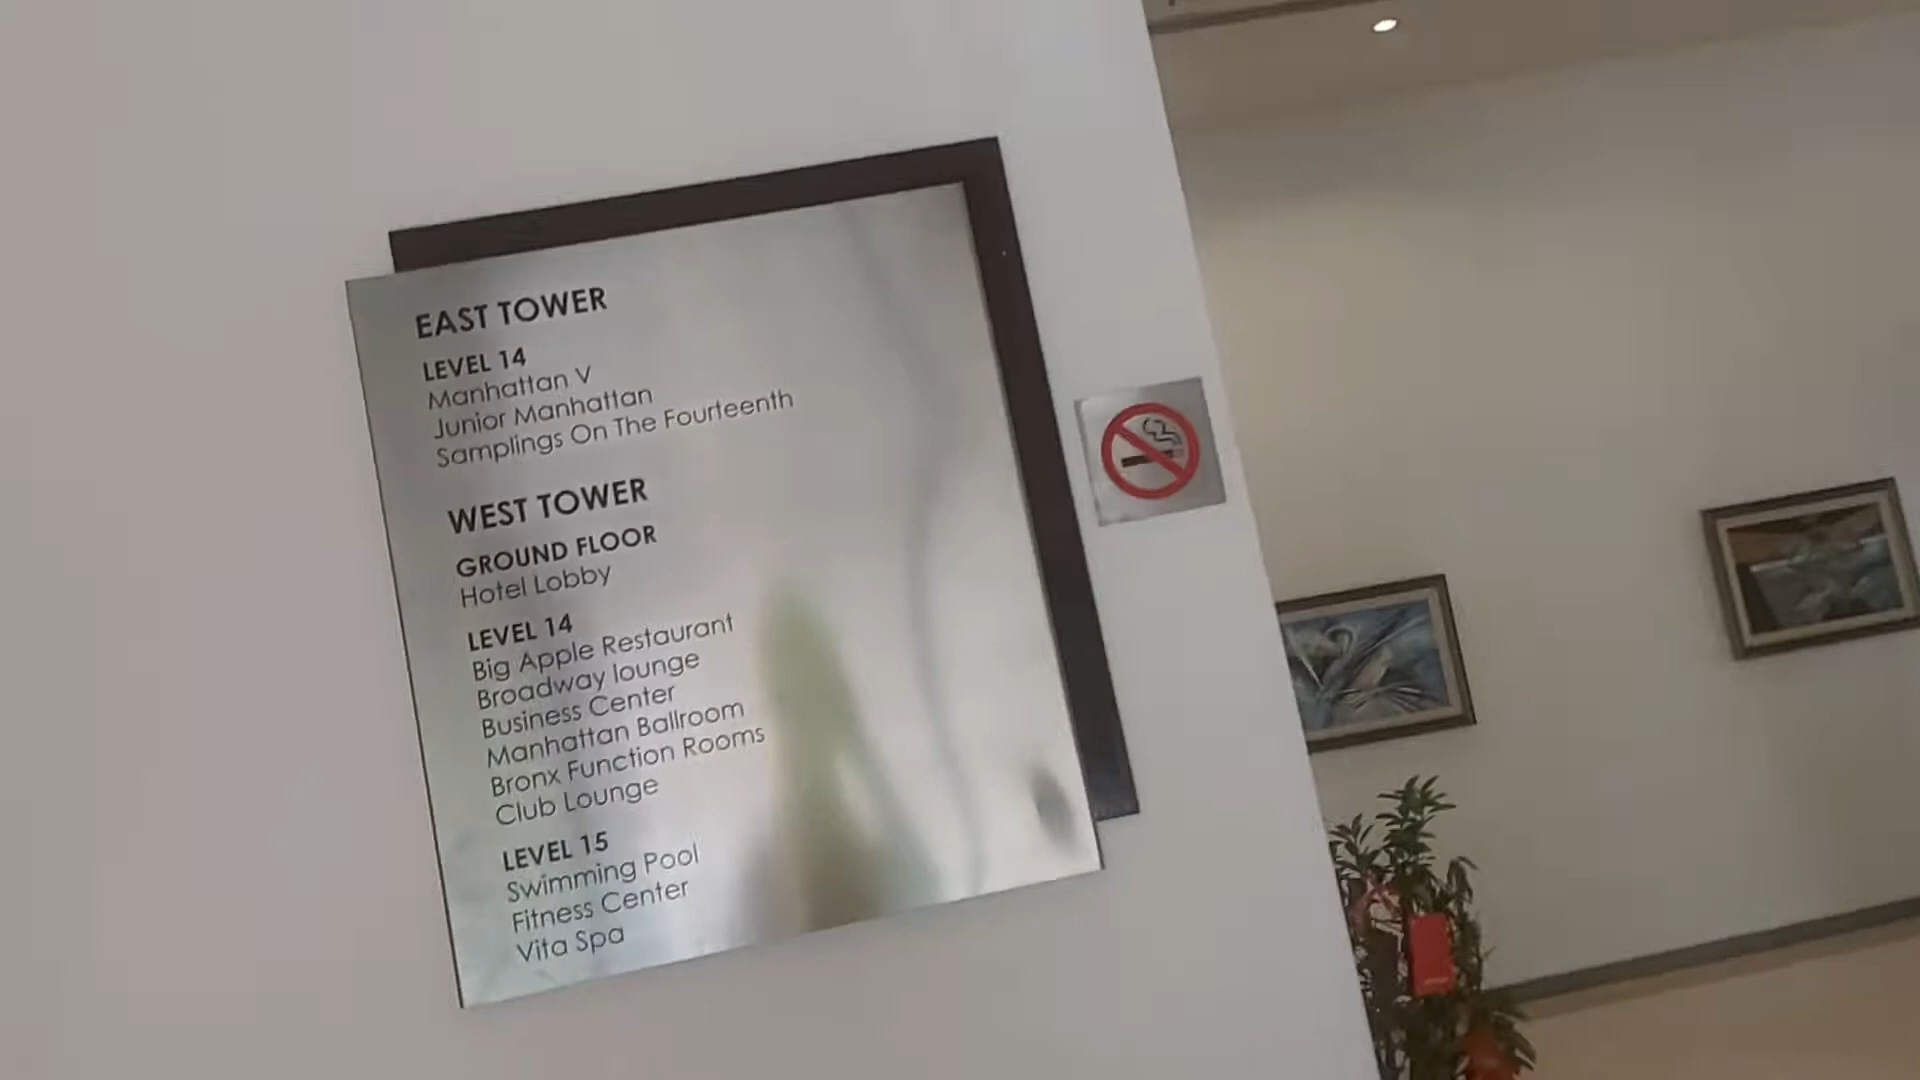 EAST TOWER
LEVEL 14
Manhattan V
Junior Manhattan
Samplings On The Fourteenth
WEST TOWER
GROUND FLOOR
Hotel Lobby
LEVEL 14
Big Apple Restaurant
Broadway lounge
Business Center
Manhattan Ballroom
Bronx Function Rooms
Club Lounge
LEVEL 15
Swimming Pool
Fitness Center
Vita Spa